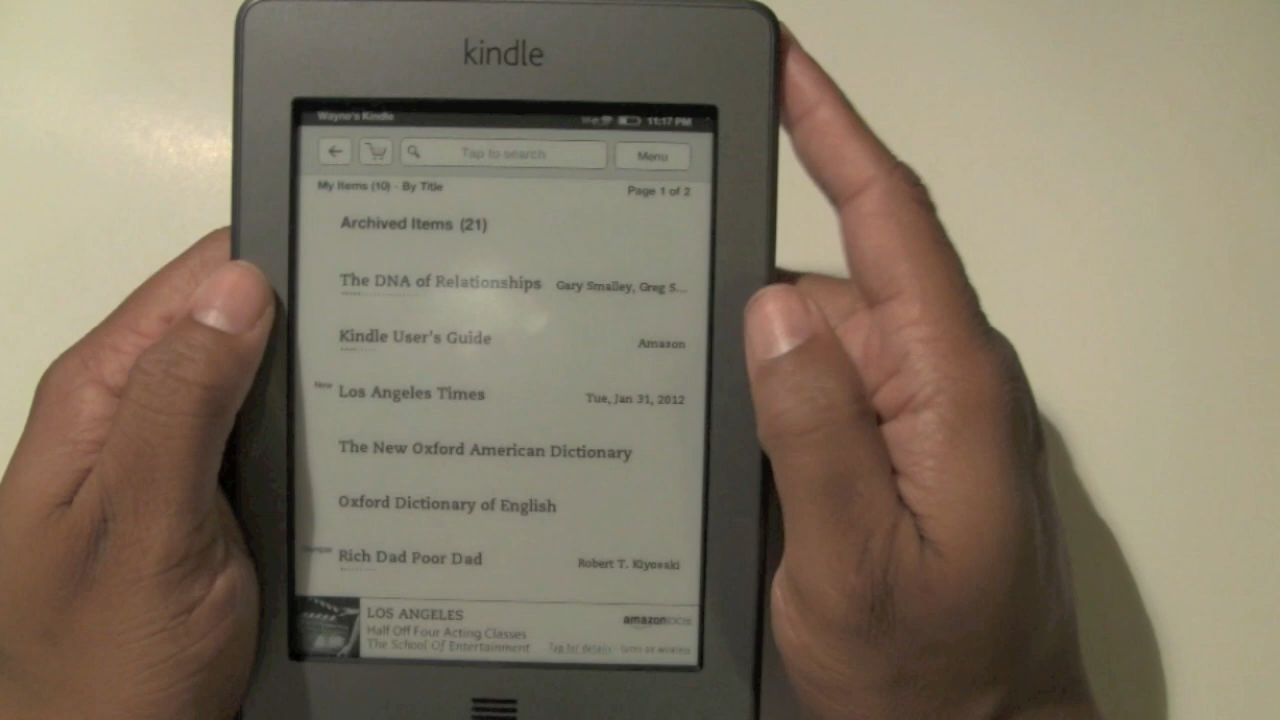 kindle
Wayne's Kindle 11:17 PM
Tap to search Menu
My Items (10) - By Title Page 1 of 2
Archived Items (21)
The DNA of Relationships Gary Smalley, Greg S...
Kindle User's Guide Amazon
New Los Angeles Times Tue, Jan 31, 2012
The New Oxford American Dictionary
Oxford Dictionary of English
Rich Dad Poor Dad Robert T. Kiyosaki
LOS ANGELES amazonlocal
Half Off Four Acting Classes
The School Of Entertainment Tap for details